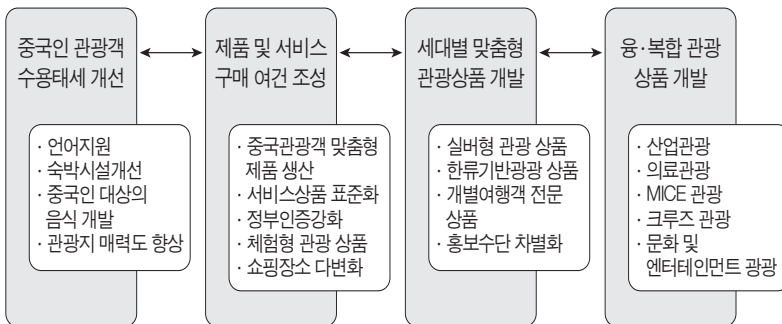 중국인 관광객
수용태세 개선
제품 및 서비스
구매 여건 조성
세대별 맞춤형
관광상품 개발
융·복합 관광
상품 개발
· 언어지원
· 숙박시설개선
· 중국인 대상의
음식 개발
· 관광지 매력도 향상
· 중국관광객 맞춤형
제품 생산
· 서비스상품 표준화
· 정부인증강화
· 체험형 관광 상품
· 쇼핑장소 다변화
· 실버형 관광 상품
· 한류기반광광 상품
· 개별여행객 전문
상품
· 홍보수단 차별화
· 산업관광
· 의료관광
· MICE 관광
· 크루즈 관광
· 문화 및
엔터테인먼트 광광